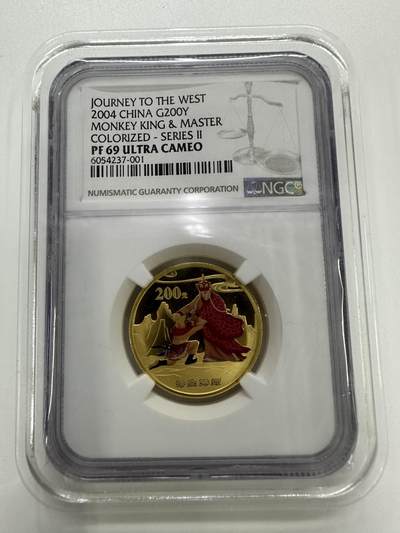 JOURNEY TO THE WEST
2004 CHINA G200Y
MONKEY KING & MASTER
COLORIZED - SERIES II
PF 69 ULTRA CAMEO
6054237-001
NUMISMATIC GUARANTY CORPORATION
NGC®
200元